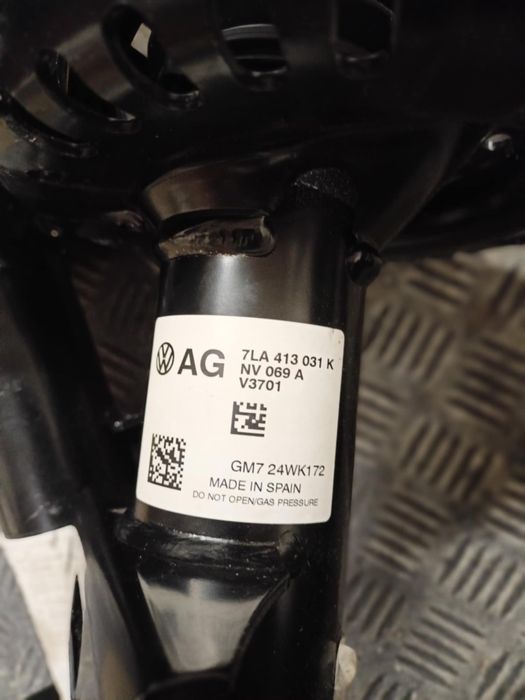 AG
7LA 413 031 K
NV 069 A
V3701
GM7 24WK172
MADE IN SPAIN
DO NOT OPEN/GAS PRESSURE